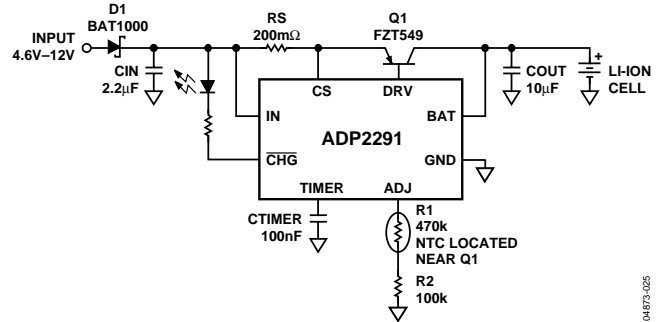 D1
BAT1000
INPUT
4.6V–12V
CIN
2.2μF
RS
200mΩ
Q1
FZT549
COUT
10μF
+
LI-ION
CELL
CS
DRV
IN
BAT
ADP2291
CHG
GND
TIMER
ADJ
CTIMER
100nF
R1
470k
NTC LOCATED
NEAR Q1
R2
100k
04873-025